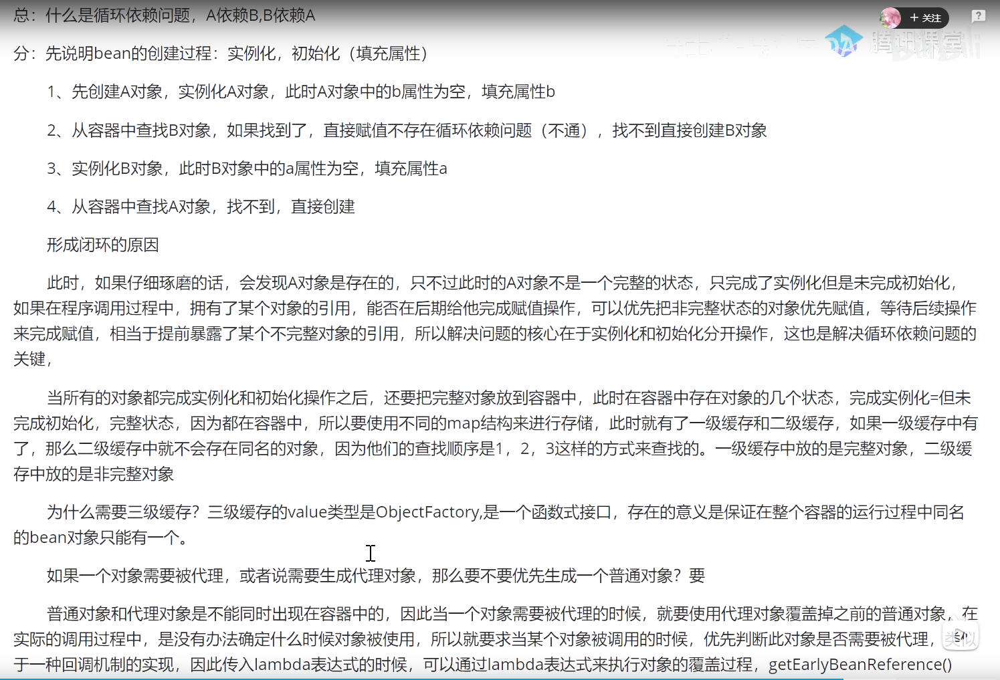 总：什么是循环依赖问题，A依赖B,B依赖A
+ 关注
?
腾讯课堂
分：先说明bean的创建过程：实例化，初始化（填充属性）
1、先创建A对象，实例化A对象，此时A对象中的b属性为空，填充属性b
2、从容器中查找B对象，如果找到了，直接赋值不存在循环依赖问题（不通），找不到直接创建B对象
3、实例化B对象，此时B对象中的a属性为空，填充属性a
4、从容器中查找A对象，找不到，直接创建
形成闭环的原因
此时，如果仔细琢磨的话，会发现A对象是存在的，只不过此时的A对象不是一个完整的状态，只完成了实例化但是未完成初始化，
如果在程序调用过程中，拥有了某个对象的引用，能否在后期给他完成赋值操作，可以优先把非完整状态的对象优先赋值，等待后续操作
来完成赋值，相当于提前暴露了某个不完整对象的引用，所以解决问题的核心在于实例化和初始化分开操作，这也是解决循环依赖问题的
关键，
当所有的对象都完成实例化和初始化操作之后，还要把完整对象放到容器中，此时在容器中存在对象的几个状态，完成实例化=但未
完成初始化，完整状态，因为都在容器中，所以要使用不同的map结构来进行存储，此时就有了一级缓存和二级缓存，如果一级缓存中有
了，那么二级缓存中就不会存在同名的对象，因为他们的查找顺序是1，2，3这样的方式来查找的。一级缓存中放的是完整对象，二级缓
存中放的是非完整对象
为什么需要三级缓存？三级缓存的value类型是ObjectFactory,是一个函数式接口，存在的意义是保证在整个容器的运行过程中同名
的bean对象只能有一个。
如果一个对象需要被代理，或者说需要生成代理对象，那么要不要优先生成一个普通对象？要
普通对象和代理对象是不能同时出现在容器中的，因此当一个对象需要被代理的时候，就要使用代理对象覆盖掉之前的普通对象，在
实际的调用过程中，是没有办法确定什么时候对象被使用，所以就要求当某个对象被调用的时候，优先判断此对象是否需要被代理，类似
于一种回调机制的实现，因此传入lambda表达式的时候，可以通过lambda表达式来执行对象的覆盖过程，getEarlyBeanReference()